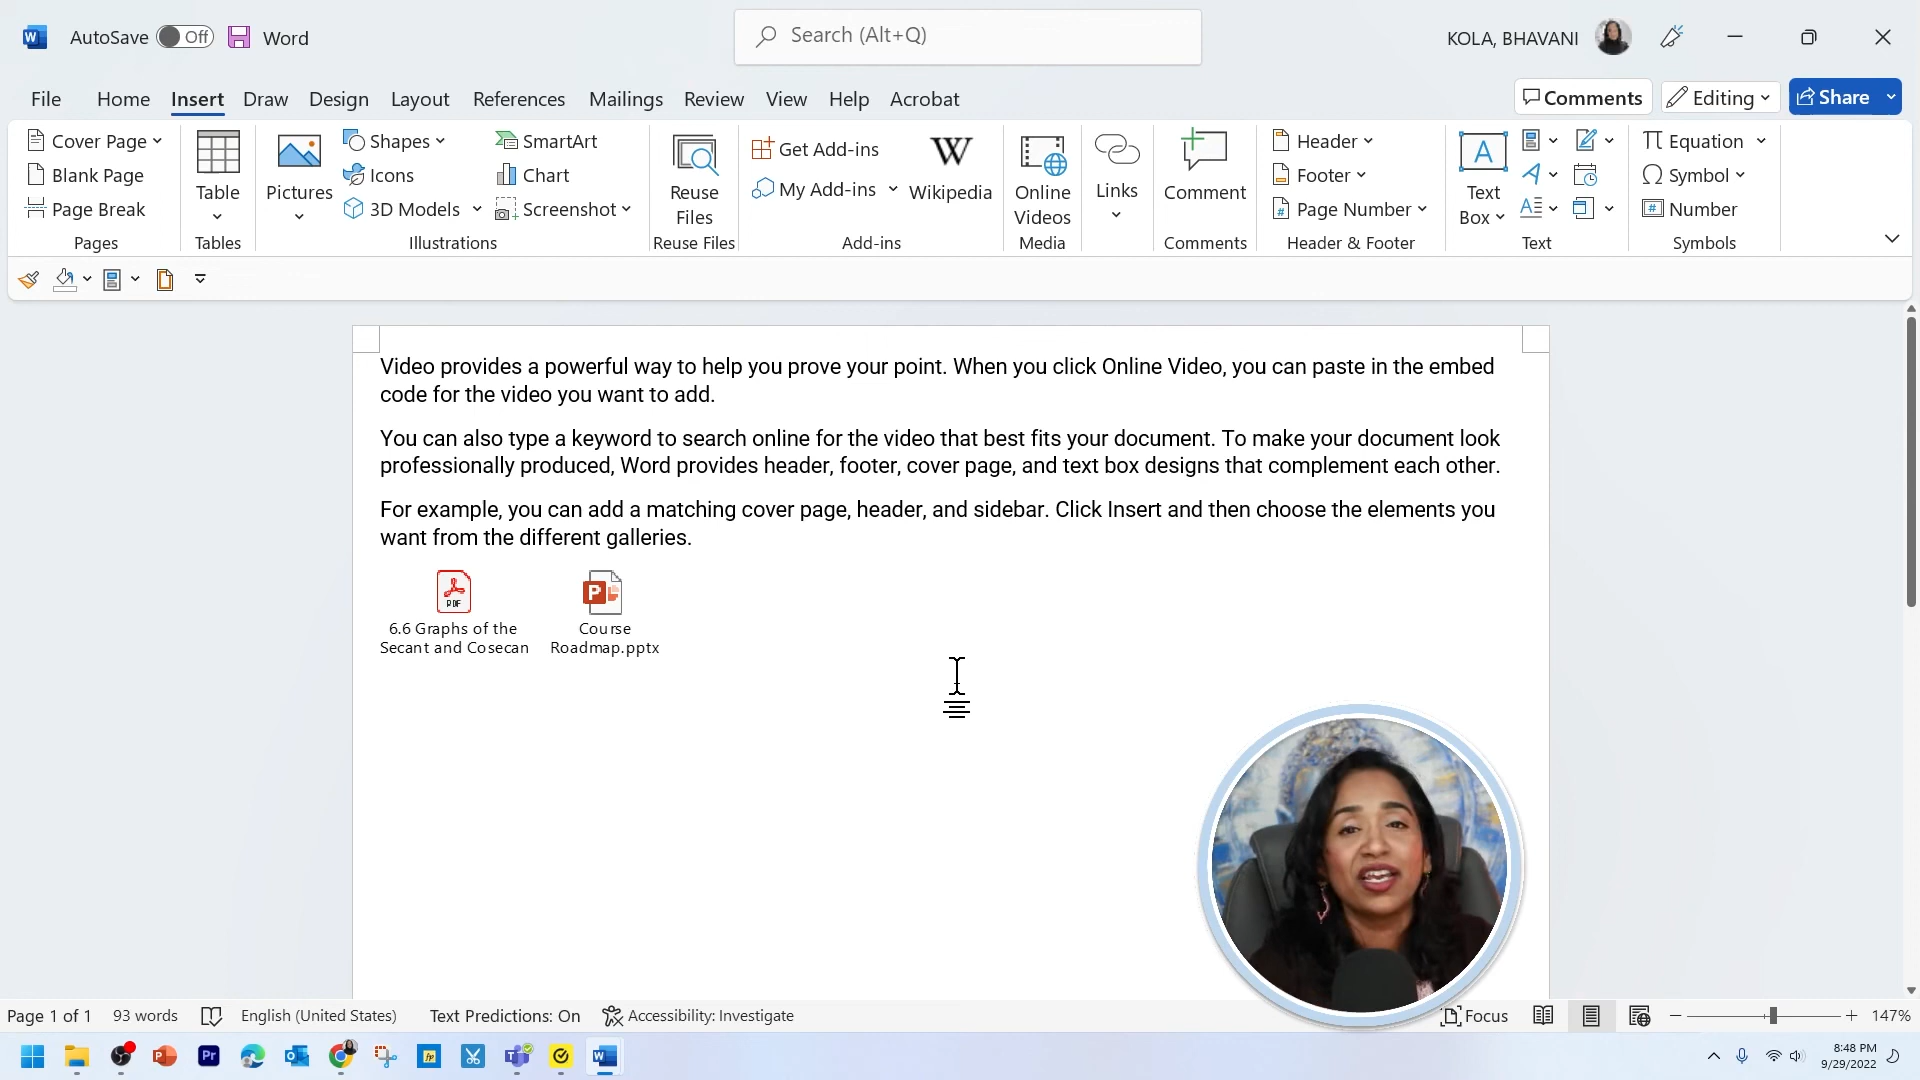 AutoSave Off Word
Search (Alt+Q)
KOLA, BHAVANI
File Home Insert Draw Design Layout References Mailings Review View Help Acrobat
Comments Editing Share
Cover Page
Blank Page
Page Break
Pages
Table
Tables
Pictures
Shapes
Icons
3D Models
SmartArt
Chart
Screenshot
Illustrations
Reuse
Files
Reuse Files
Get Add-ins
My Add-ins
W
Wikipedia
Add-ins
Online
Videos
Media
Links
Comment
Comments
Header
Footer
Page Number
Header & Footer
Text
Box
Text
Equation
Symbol
Number
Symbols
Video provides a powerful way to help you prove your point. When you click Online Video, you can paste in the embed
code for the video you want to add.
You can also type a keyword to search online for the video that best fits your document. To make your document look
professionally produced, Word provides header, footer, cover page, and text box designs that complement each other.
For example, you can add a matching cover page, header, and sidebar. Click Insert and then choose the elements you
want from the different galleries.
PDF
6.6 Graphs of the
Secant and Cosecan
P
Course
Roadmap.pptx
Page 1 of 1 93 words English (United States) Text Predictions: On Accessibility: Investigate
Focus
147%
8:48 PM
9/29/2022